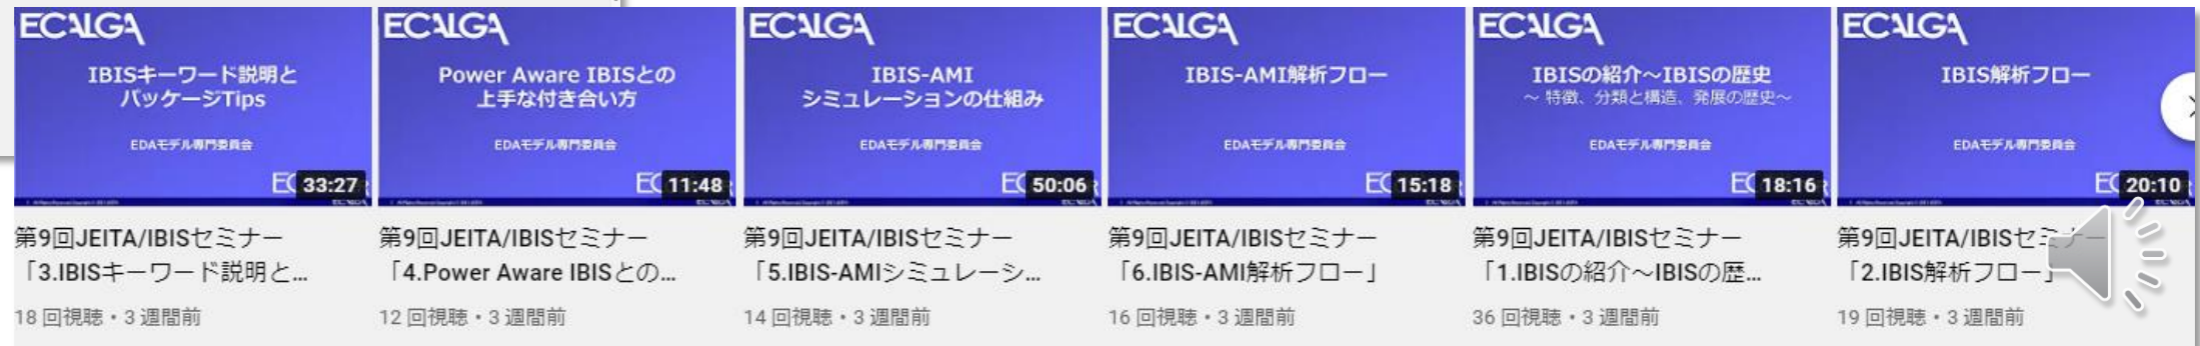 ECALGA
IBISキーワード説明と
パッケージTips
EDAモデル専門委員会
33:27
第9回JEITA/IBISセミナー
「3.IBISキーワード説明と...
18 回視聴・3 週間前
ECALGA
Power Aware IBISとの
上手な付き合い方
EDAモデル専門委員会
11:48
第9回JEITA/IBISセミナー
「4.Power Aware IBISとの...
12 回視聴・3 週間前
ECALGA
IBIS-AMI
シミュレーションの仕組み
EDAモデル専門委員会
50:06
第9回JEITA/IBISセミナー
「5.IBIS-AMIシミュレーシ...
14 回視聴・3 週間前
ECALGA
IBIS-AMI解析フロー
EDAモデル専門委員会
15:18
第9回JEITA/IBISセミナー
「6.IBIS-AMI解析フロー」
16 回視聴・3 週間前
ECALGA
IBISの紹介～IBISの歴史
～ 特徴、分類と構造、発展の歴史～
EDAモデル専門委員会
18:16
第9回JEITA/IBISセミナー
「1.IBISの紹介～IBISの歴...
36 回視聴・3 週間前
ECALGA
IBIS解析フロー
EDAモデル専門委員会
20:10
第9回JEITA/IBISセミナー
「2.IBIS解析フロー」
19 回視聴・3 週間前